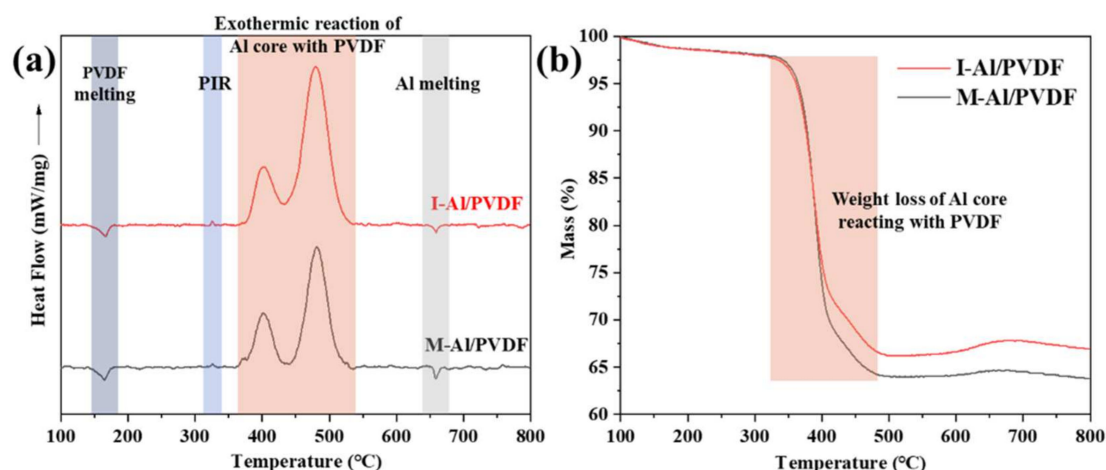 (a)
Exothermic reaction of
Al core with PVDF
PVDF
melting
PIR
Al melting
I-Al/PVDF
M-Al/PVDF
Heat Flow (mW/mg)
100 200 300 400 500 600 700 800
Temperature (℃)
(b)
I-Al/PVDF
M-Al/PVDF
Weight loss of Al core
reacting with PVDF
Mass (%)
100
95
90
85
80
75
70
65
60
100 200 300 400 500 600 700 800
Temperature (℃)